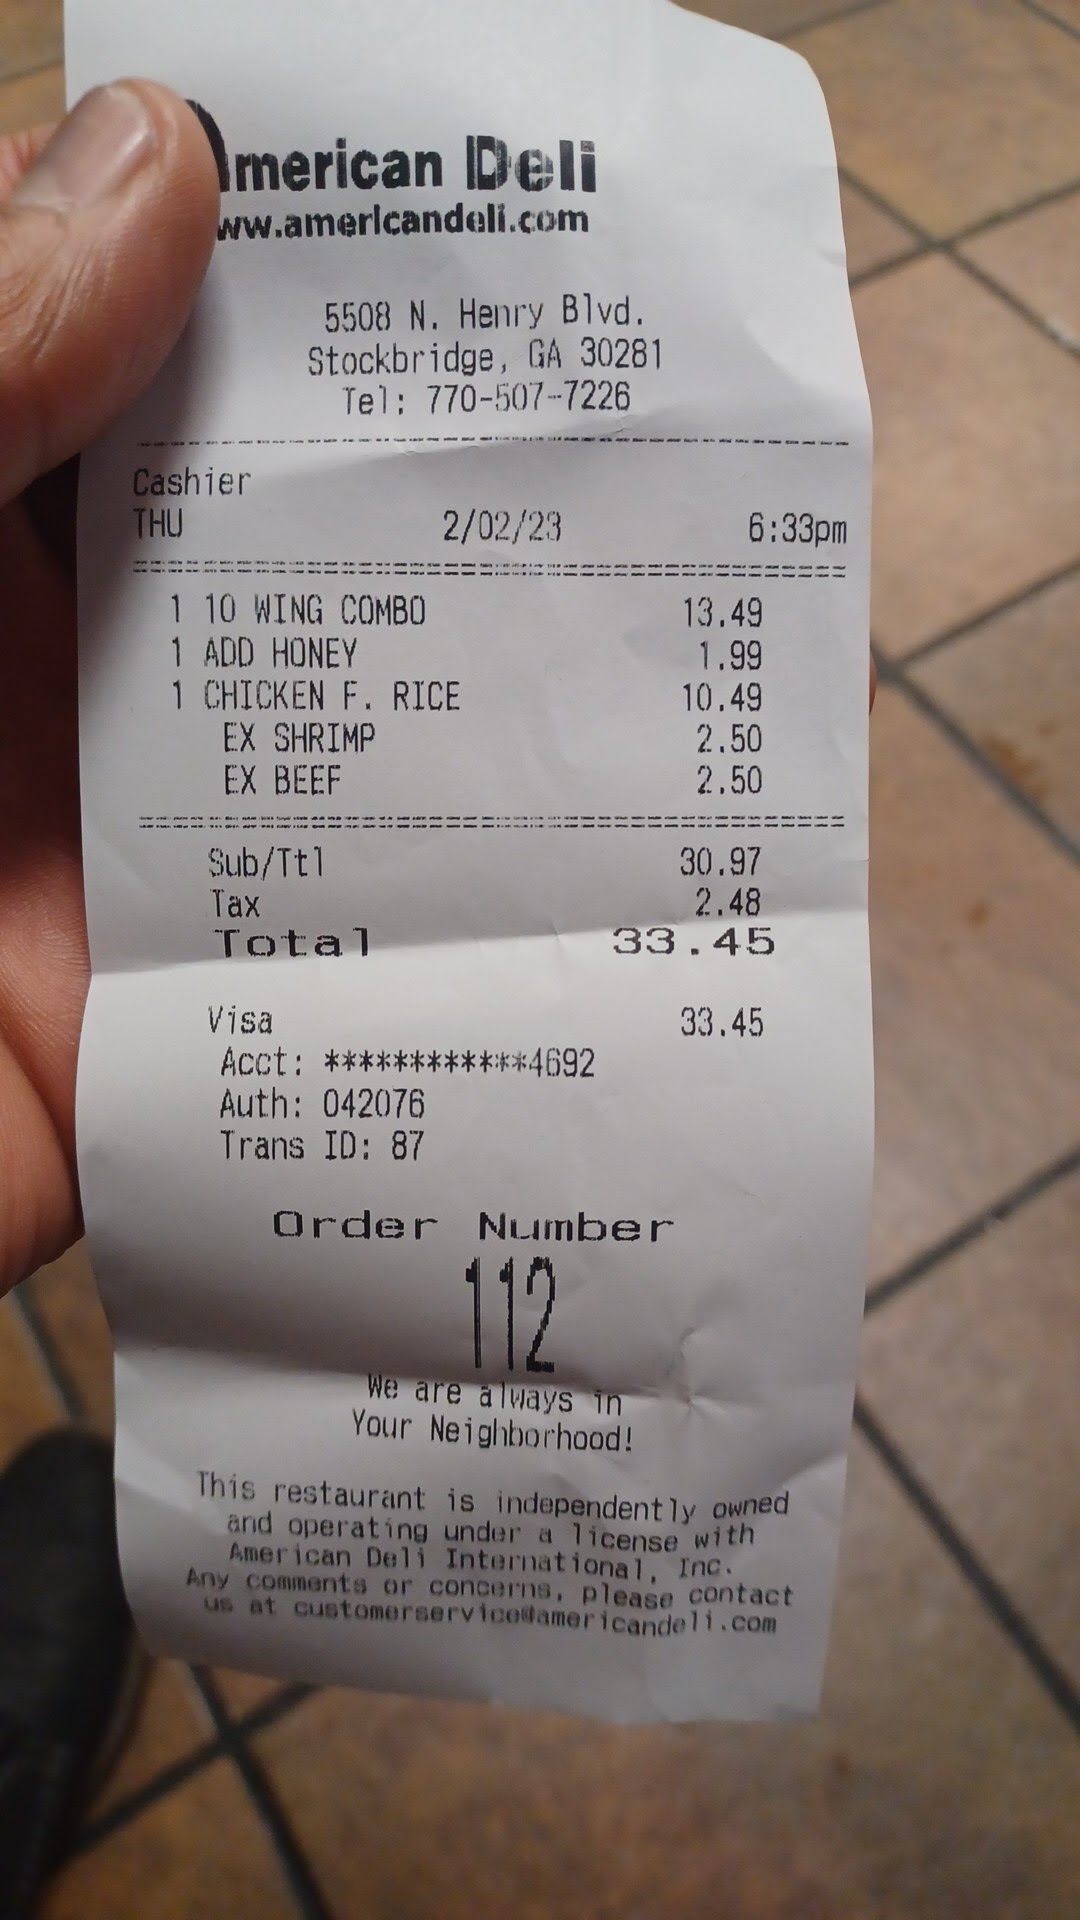 American Deli
www.americandeli.com
5508 N. Henry Blvd.
Stockbridge, GA 30281
Tel: 770-507-7226
Cashier
THU 2/02/23 6:33pm
1 10 WING COMBO 13.49
1 ADD HONEY 1.99
1 CHICKEN F. RICE 10.49
EX SHRIMP 2.50
EX BEEF 2.50
Sub/Ttl 30.97
Tax 2.48
Total 33.45
Visa 33.45
Acct: ************4692
Auth: 042076
Trans ID: 87
Order Number
112
We are always in
Your Neighborhood!
This restaurant is independently owned
and operating under a license with
American Deli International, Inc.
Any comments or concerns, please contact
us at customerservice@americandeli.com